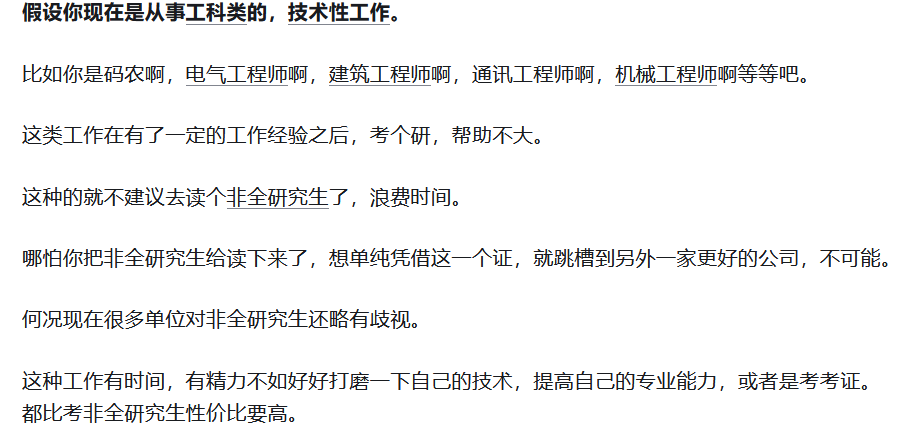 假设你现在是从事工科类的，技术性工作。
比如你是码农啊，电气工程师啊，建筑工程师啊，通讯工程师啊，机械工程师啊等等吧。
这类工作在有了一定的工作经验之后，考个研，帮助不大。
这种的就不建议去读个非全研究生了，浪费时间。
哪怕你把非全研究生给读下来了，想单纯凭借这一个证，就跳槽到另外一家更好的公司，不可能。
何况现在很多单位对非全研究生还略有歧视。
这种工作有时间，有精力不如好好打磨一下自己的技术，提高自己的专业能力，或者是考考证。
都比考非全研究生性价比要高。